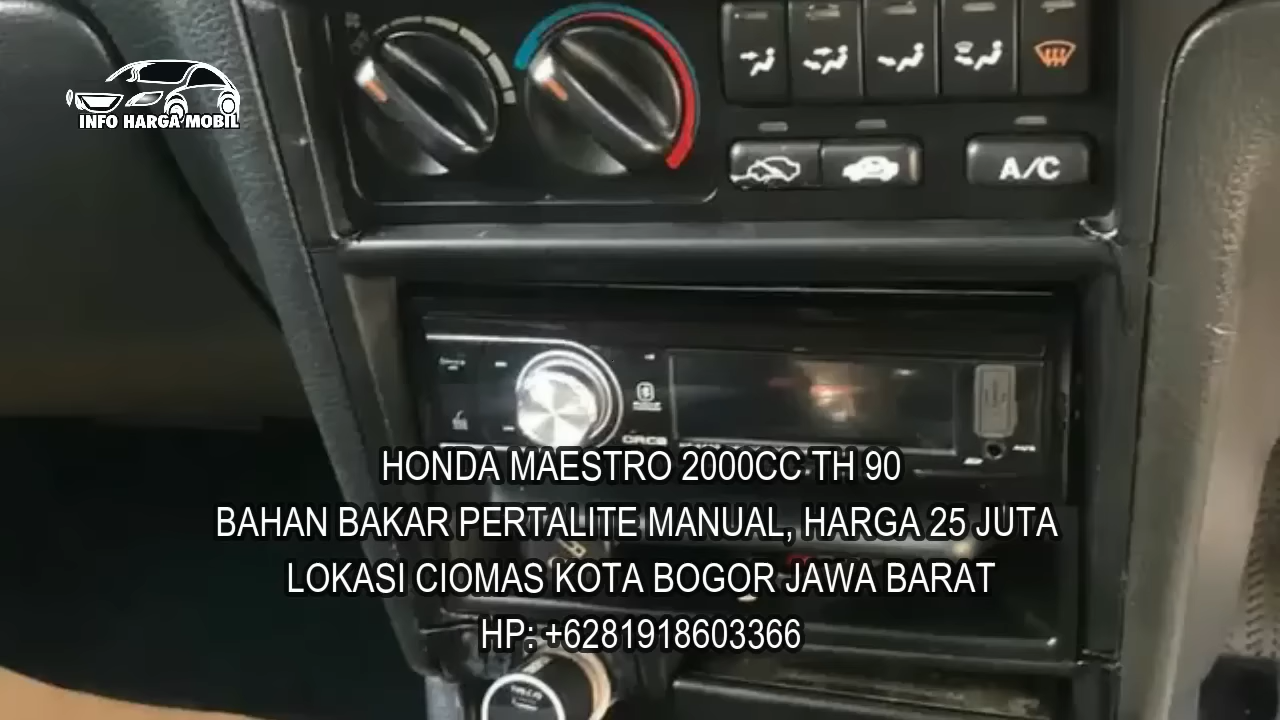 INFO HARGA MOBIL
A/C
HONDA MAESTRO 2000CC TH 90
BAHAN BAKAR PERTALITE MANUAL, HARGA 25 JUTA
LOKASI CIOMAS KOTA BOGOR JAWA BARAT
HP: +6281918603366